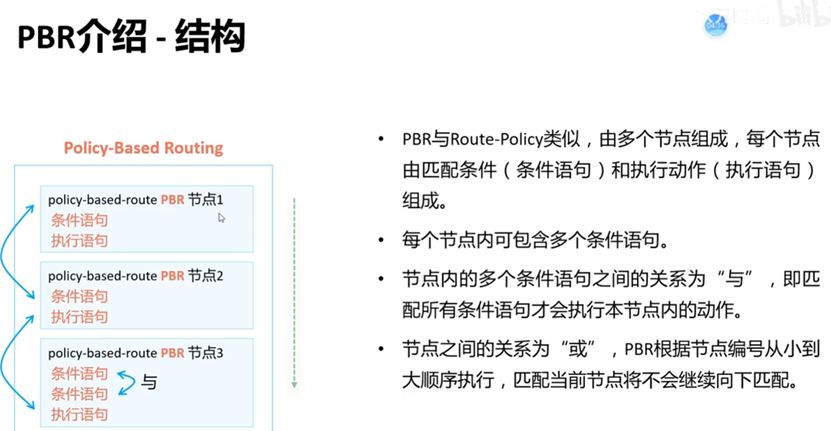 PBR介绍 - 结构
Policy-Based Routing
policy-based-route PBR 节点1
条件语句
执行语句
policy-based-route PBR 节点2
条件语句
执行语句
policy-based-route PBR 节点3
条件语句
条件语句
与
执行语句
• PBR与Route-Policy类似，由多个节点组成，每个节点
由匹配条件（条件语句）和执行动作（执行语句）
组成。
• 每个节点内可包含多个条件语句。
• 节点内的多个条件语句之间的关系为“与”，即匹
配所有条件语句才会执行本节点内的动作。
• 节点之间的关系为“或”，PBR根据节点编号从小到
大顺序执行，匹配当前节点将不会继续向下匹配。